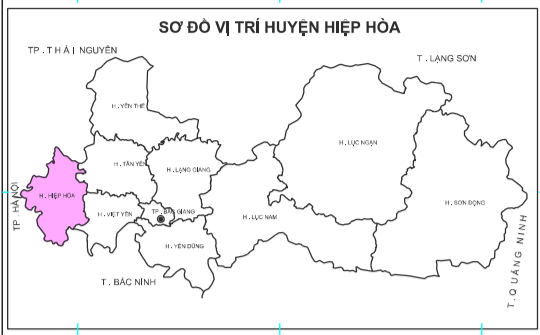 SƠ ĐỒ VỊ TRÍ HUYỆN HIỆP HÒA
TP . THÁI NGUYÊN
T . LẠNG SƠN
H . YÊN THẾ
H . LỤC NGẠN
H . TÂN YÊN
H . LẠNG GIANG
H . HIỆP HÒA
H . SƠN ĐỘNG
TP. HÀ NỘI
H . VIỆT YÊN
TP . BẮC GIANG
H . LỤC NAM
H . YÊN DŨNG
T . BẮC NINH
T . QUẢNG NINH